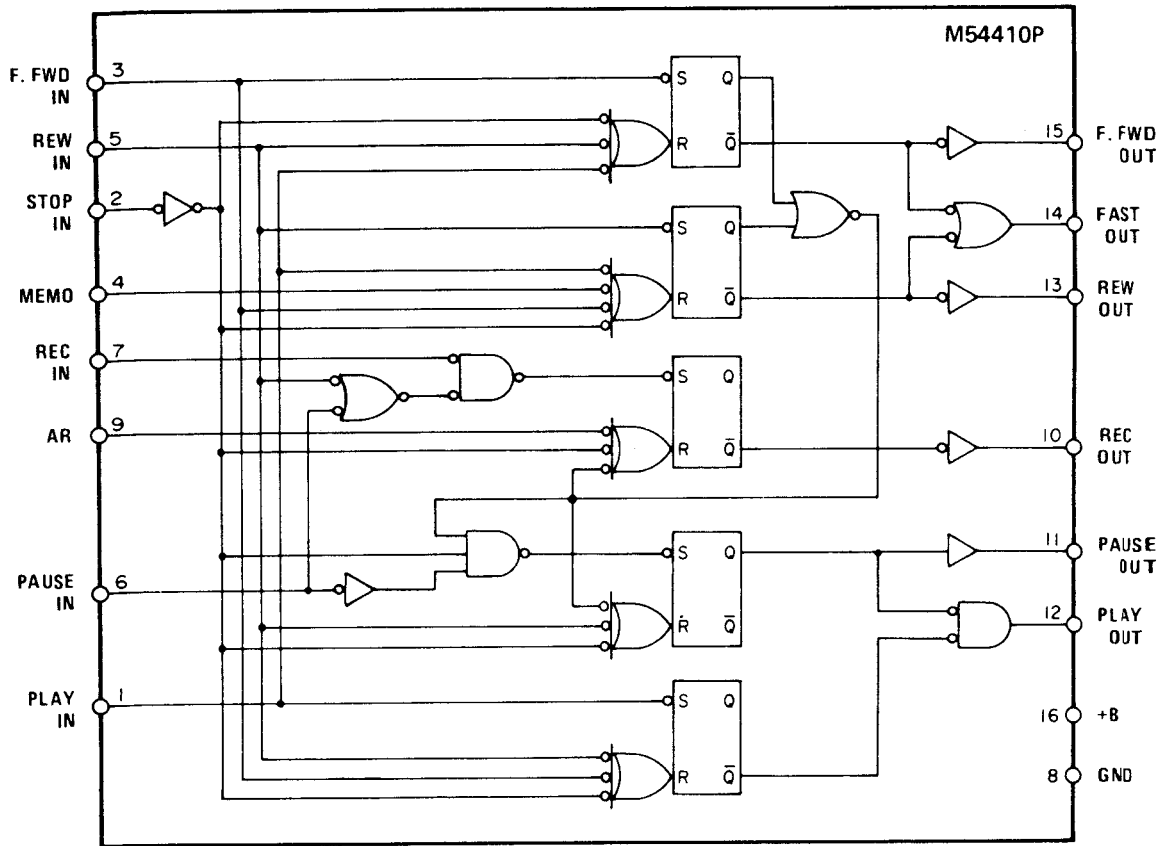 M54410P
F. FWD
IN
3
REW
IN
5
STOP
IN
2
MEMO
4
REC
IN
7
AR
9
PAUSE
IN
6
PLAY
IN
1
S Q
R Q̅
S Q
R Q̅
S Q
R Q̅
S Q
R Q̅
S Q
R Q̅
15
F. FWD
OUT
14
FAST
OUT
13
REW
OUT
10
REC
OUT
11
PAUSE
OUT
12
PLAY
OUT
16
+B
8
GND